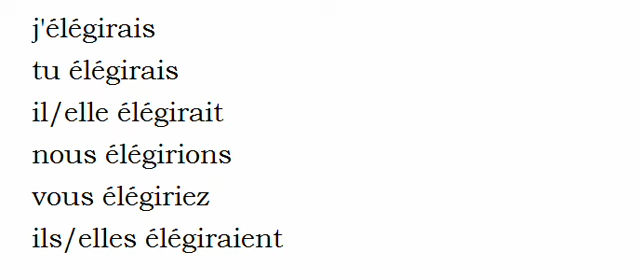 j'élégirais
tu élégirais
il/elle élégirait
nous élégirions
vous élégiriez
ils/elles élégiraient